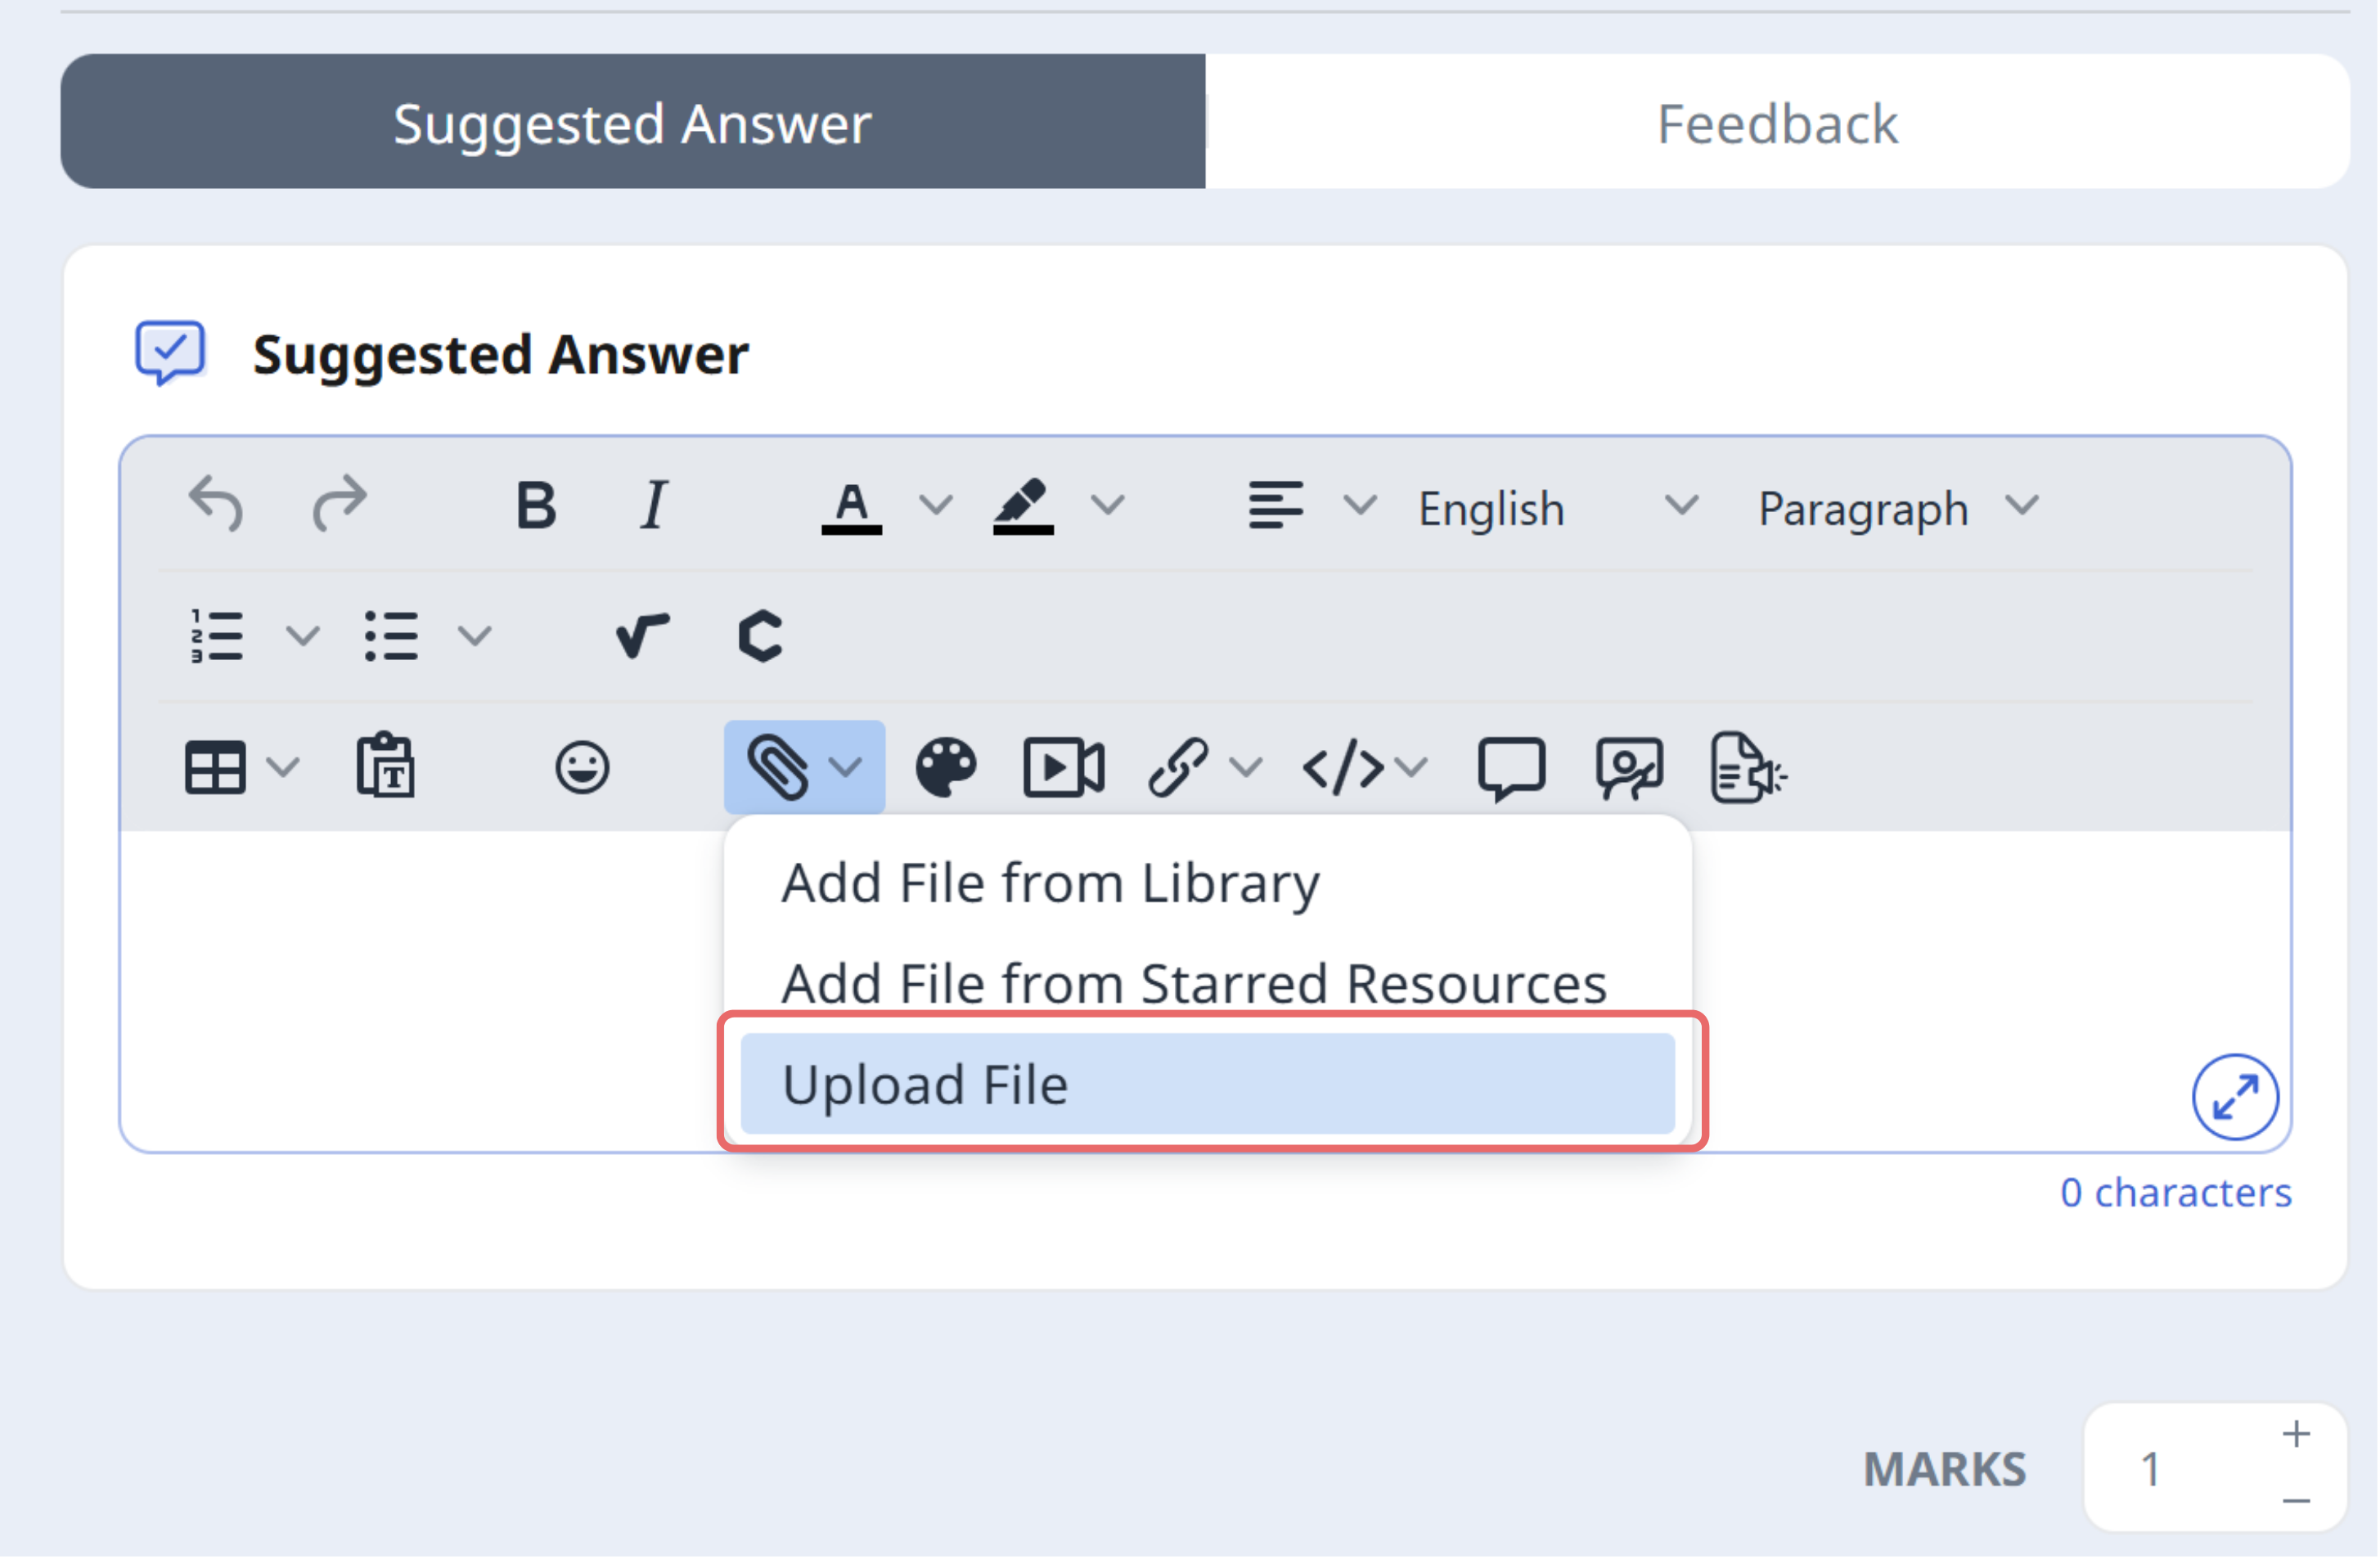 Suggested Answer
Feedback
Suggested Answer
B I A English Paragraph
Add File from Library
Add File from Starred Resources
Upload File
0 characters
MARKS 1